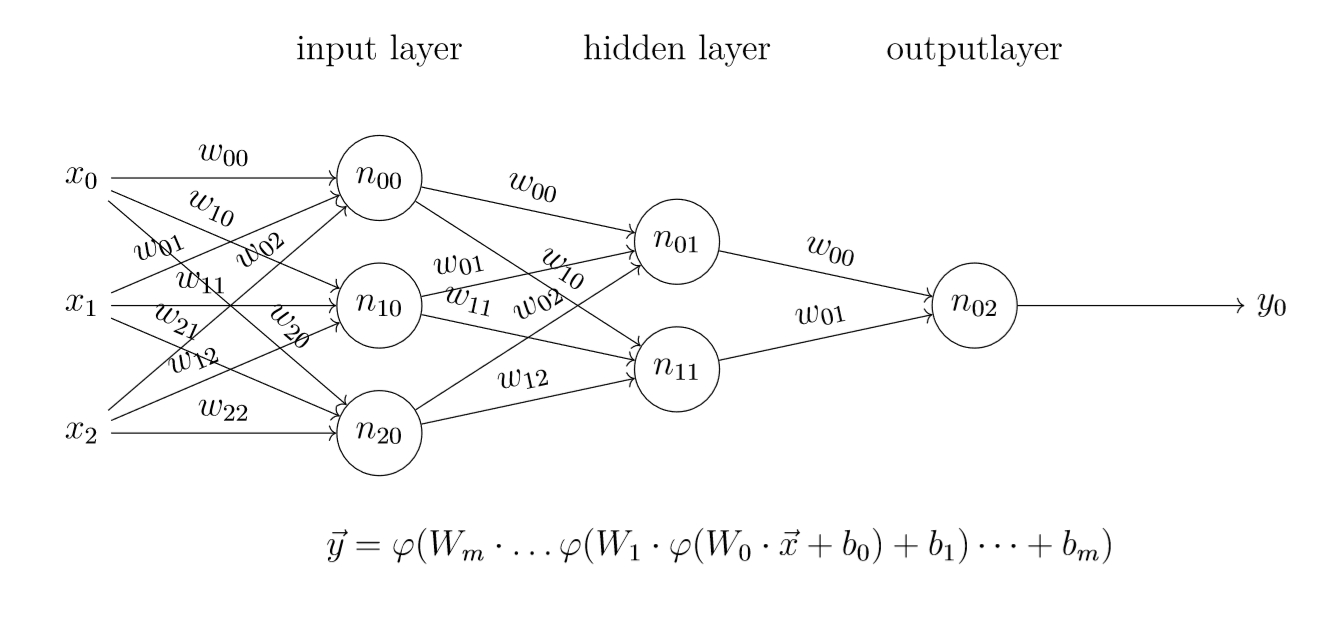 input layer hidden layer outputlayer
w₀₀
x₀ n₀₀ w₀₀
w₁₀
n₀₁ w₀₀
w₀₁ w₀₂
w₀₁ w₁₀
w₁₁
x₁ n₁₀ w₁₁ w₀₂ n₀₂ y₀
w₂₁ w₂₀ w₀₁
w₁₂
n₁₁
w₂₂ w₁₂
x₂ n₂₀
y⃗ = φ(Wₘ · … φ(W₁ · φ(W₀ · x⃗ + b₀) + b₁) ⋯ + bₘ)